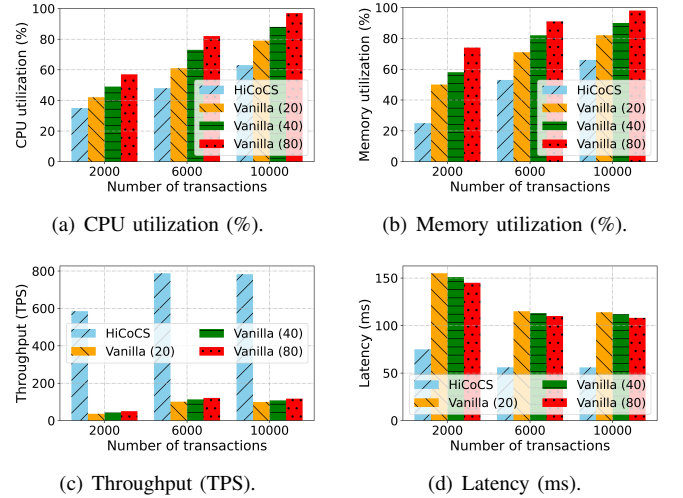 CPU utilization (%)
100
80
60
40
20
0
HiCoCS
Vanilla (20)
Vanilla (40)
Vanilla (80)
2000 6000 10000
Number of transactions
(a) CPU utilization (%).
Memory utilization (%)
100
80
60
40
20
0
HiCoCS
Vanilla (20)
Vanilla (40)
Vanilla (80)
2000 6000 10000
Number of transactions
(b) Memory utilization (%).
Throughput (TPS)
800
600
400
200
0
HiCoCS Vanilla (40)
Vanilla (20) Vanilla (80)
2000 6000 10000
Number of transactions
(c) Throughput (TPS).
Latency (ms)
150
100
50
0
HiCoCS Vanilla (40)
Vanilla (20) Vanilla (80)
2000 6000 10000
Number of transactions
(d) Latency (ms).